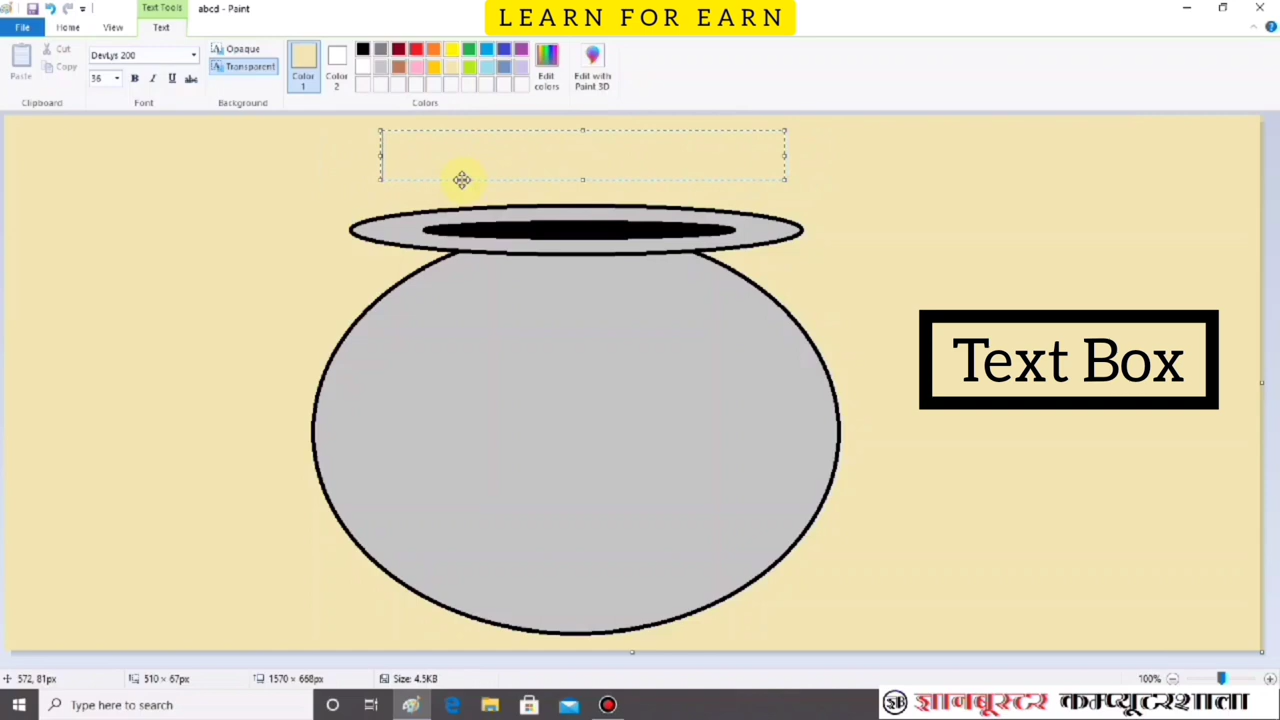 LEARN FOR EARN
Text Tools
abcd - Paint
File Home View Text
Paste
Cut
Copy
Clipboard
DevLys 200
36
B I U abc
Font
A Opaque
A Transparent
Background
Color 1
Color 2
Edit colors
Edit with Paint 3D
Colors
Text Box
572, 81px
510 × 67px
1570 × 668px
Size: 4.5KB
100%
Type here to search
SB ज्ञानबूस्टर कम्प्यूटरशाला